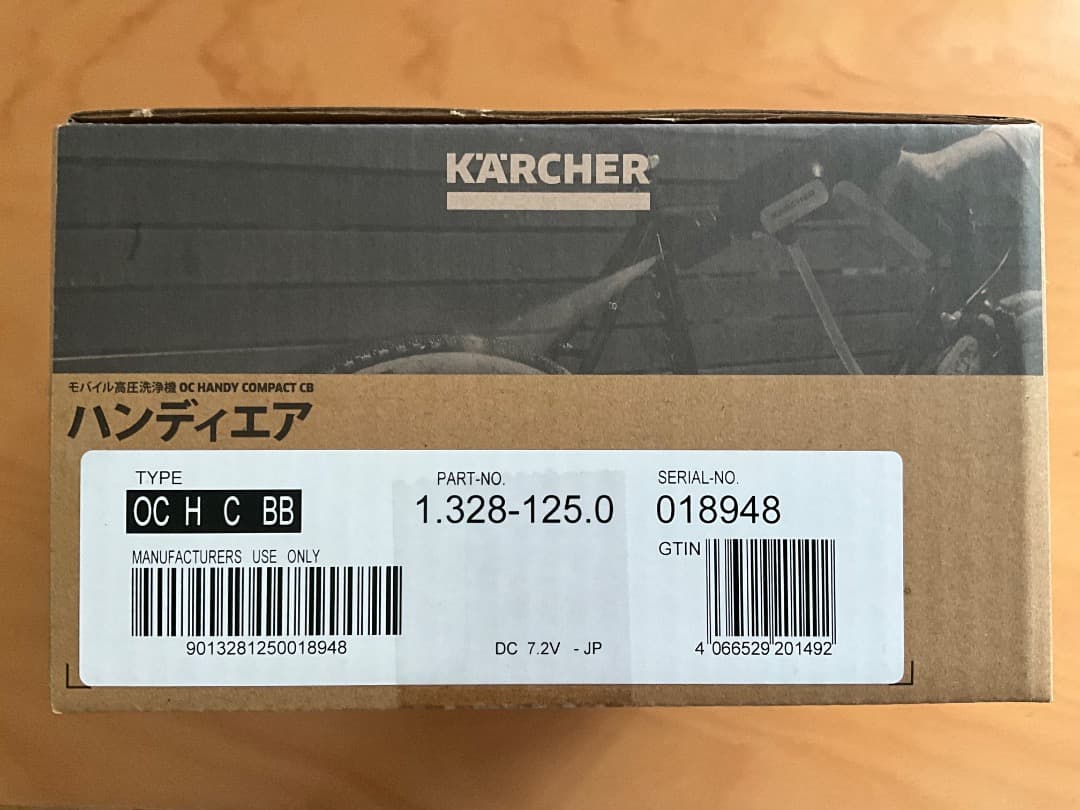 KÄRCHER
モバイル高圧洗浄機 OC HANDY COMPACT CB
ハンディエア
TYPE
OC H C BB
PART-NO.
1.328-125.0
SERIAL-NO.
018948
MANUFACTURERS USE ONLY
9013281250018948
DC 7.2V - JP
GTIN
4 066529 201492